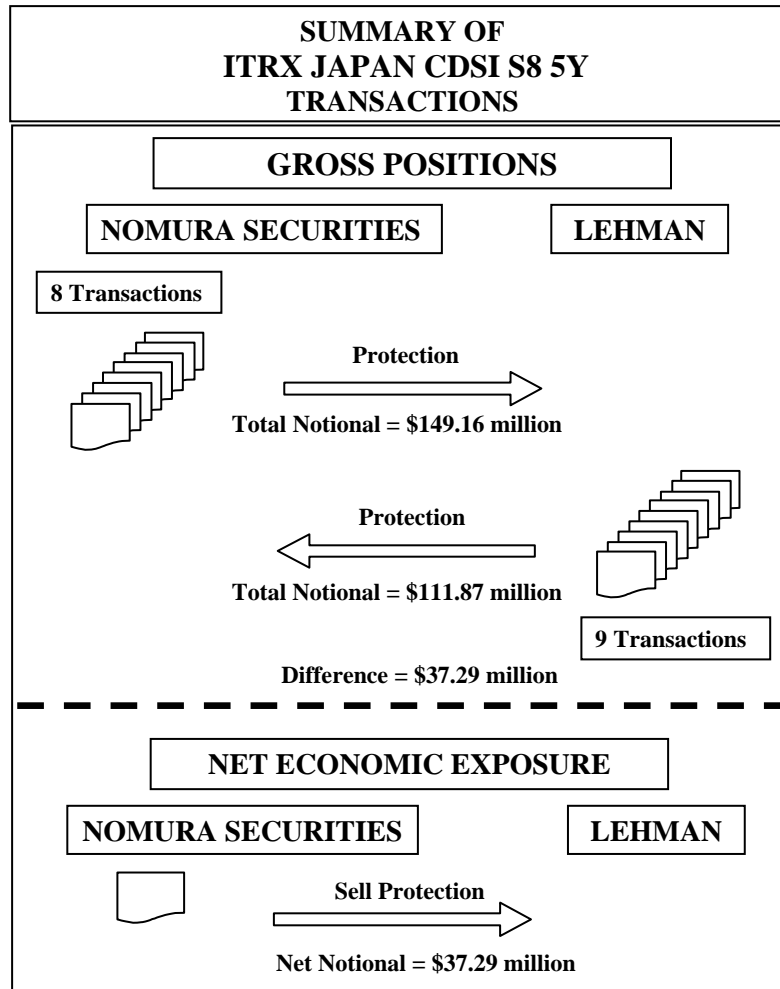 SUMMARY OF
ITRX JAPAN CDSI S8 5Y
TRANSACTIONS
GROSS POSITIONS
NOMURA SECURITIES
LEHMAN
8 Transactions
Protection
Total Notional = $149.16 million
Protection
Total Notional = $111.87 million
9 Transactions
Difference = $37.29 million
NET ECONOMIC EXPOSURE
NOMURA SECURITIES
LEHMAN
Sell Protection
Net Notional = $37.29 million